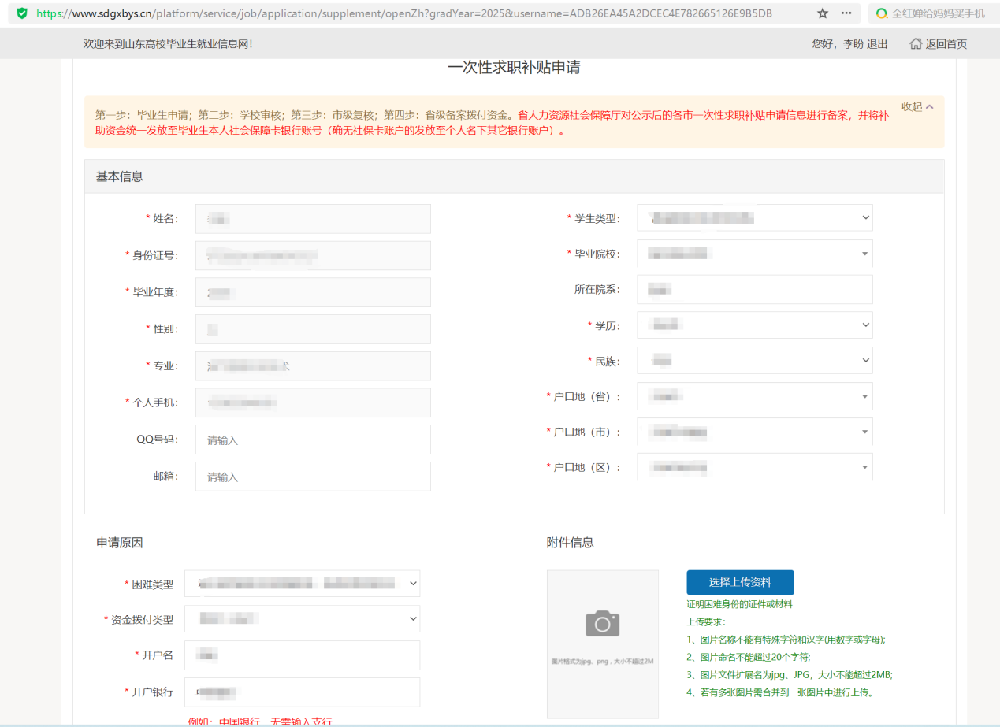 https://www.sdgxbys.cn/platform/service/job/application/supplement/openZh?gradYear=2025&username=ADB26EA45A2DCEC4E782665126E9B5DB
全红婵给妈妈买手机
欢迎来到山东高校毕业生就业信息网!
您好,李盼 退出
返回首页
一次性求职补贴申请
收起
第一步:毕业生申请;第二步:学校审核;第三步:市级复核;第四步:省级备案拨付资金。省人力资源社会保障厅对公示后的各市一次性求职补贴申请信息进行备案,并将补
助资金统一发放至毕业生本人社会保障卡银行账号(确无社保卡账户的发放至个人名下其它银行账户)。
基本信息
* 姓名:
* 身份证号:
* 毕业年度:
* 性别:
* 专业:
* 个人手机:
QQ号码: 请输入
邮箱: 请输入
* 学生类型:
* 毕业院校:
所在院系:
* 学历:
* 民族:
* 户口地(省):
* 户口地(市):
* 户口地(区):
申请原因
* 困难类型
* 资金拨付类型
* 开户名
* 开户银行
例如:中国银行,无需输入支行
附件信息
图片格式为jpg、png,大小不超过2M
选择上传资料
证明困难身份的证件或材料
上传要求:
1、图片名称不能有特殊字符和汉字(用数字或字母);
2、图片命名不能超过20个字符;
3、图片文件扩展名为jpg、JPG,大小不能超过2MB;
4、若有多张图片需合并到一张图片中进行上传。